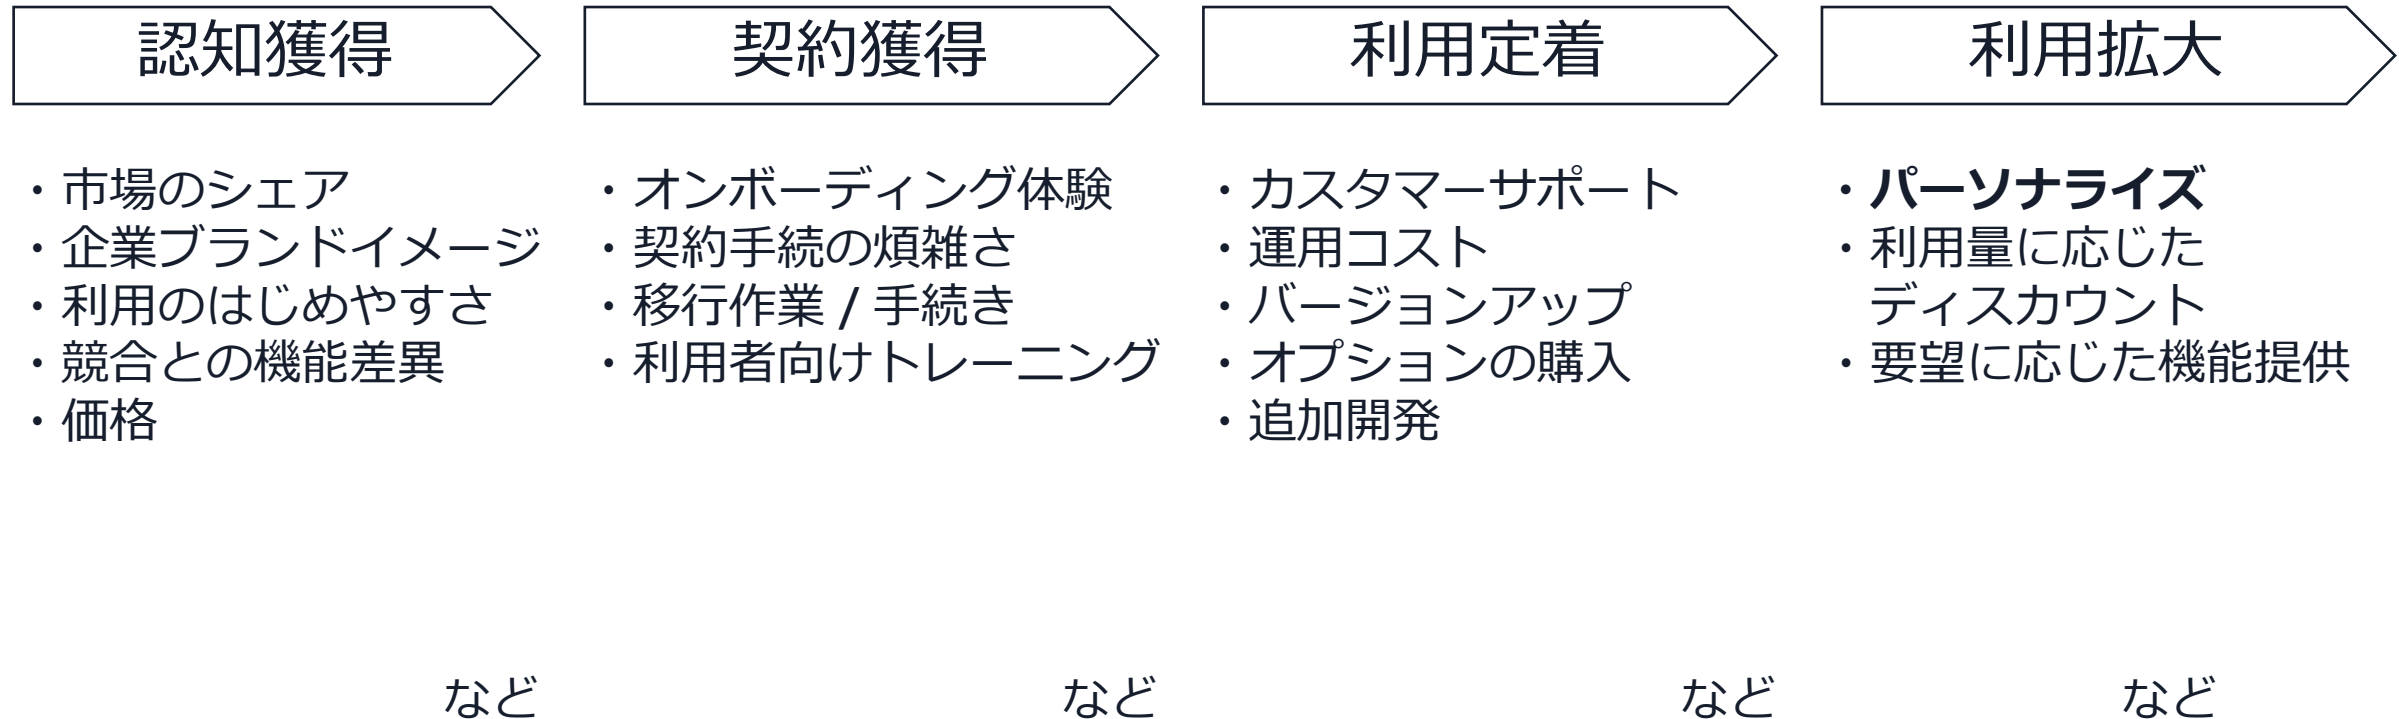 認知獲得
・市場のシェア
・企業ブランドイメージ
・利用のはじめやすさ
・競合との機能差異
・価格
など
契約獲得
・オンボーディング体験
・契約手続の煩雑さ
・移行作業 / 手続き
・利用者向けトレーニング
など
利用定着
・カスタマーサポート
・運用コスト
・バージョンアップ
・オプションの購入
・追加開発
など
利用拡大
・パーソナライズ
・利用量に応じた
ディスカウント
・要望に応じた機能提供
など